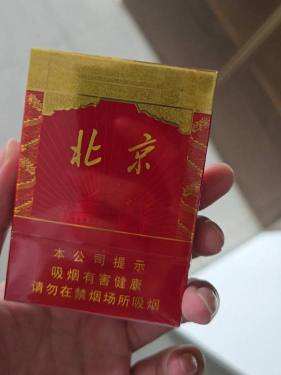 北京
本公司提示
吸烟有害健康
请勿在禁烟场所吸烟